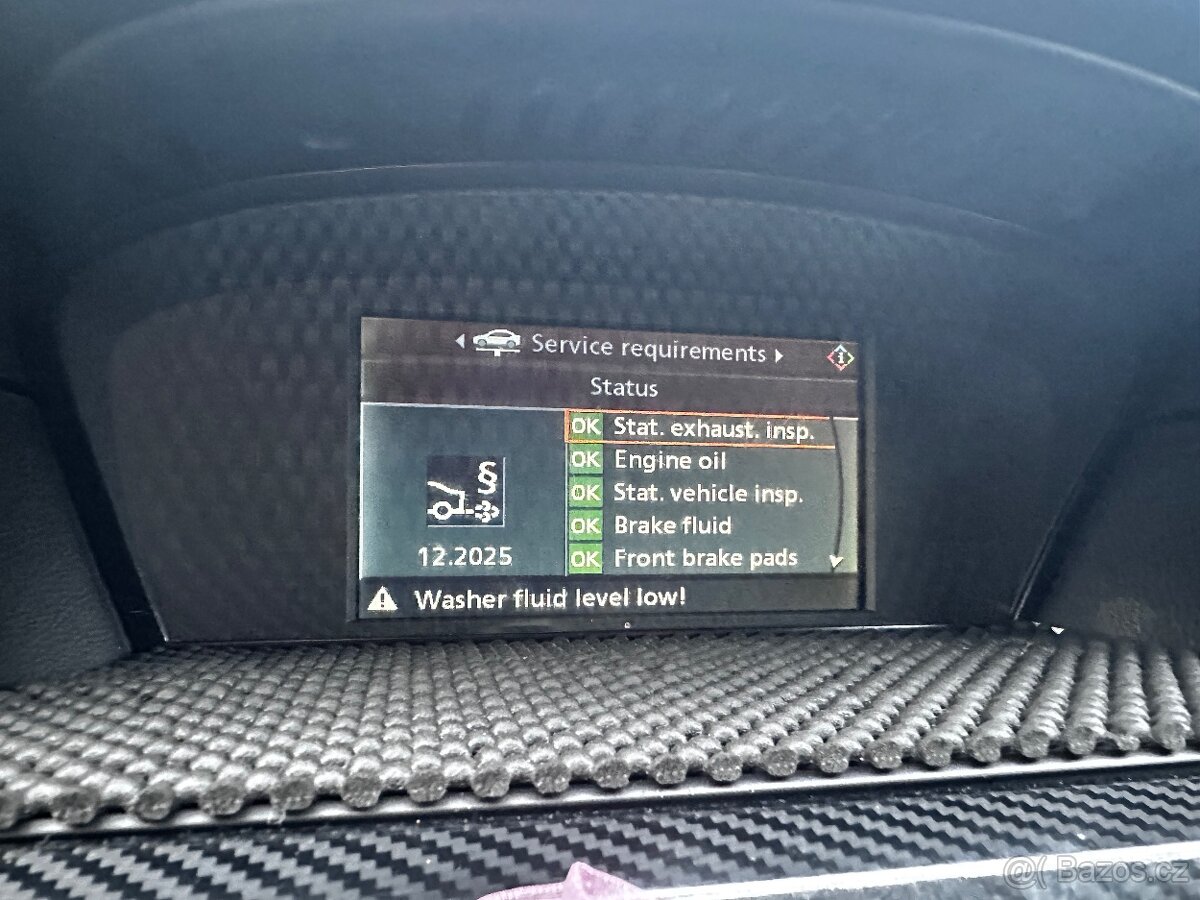 Service requirements
Status
OK Stat. exhaust. insp.
OK Engine oil
OK Stat. vehicle insp.
OK Brake fluid
OK Front brake pads
§
12.2025
Washer fluid level low!
@( Bazos.cz